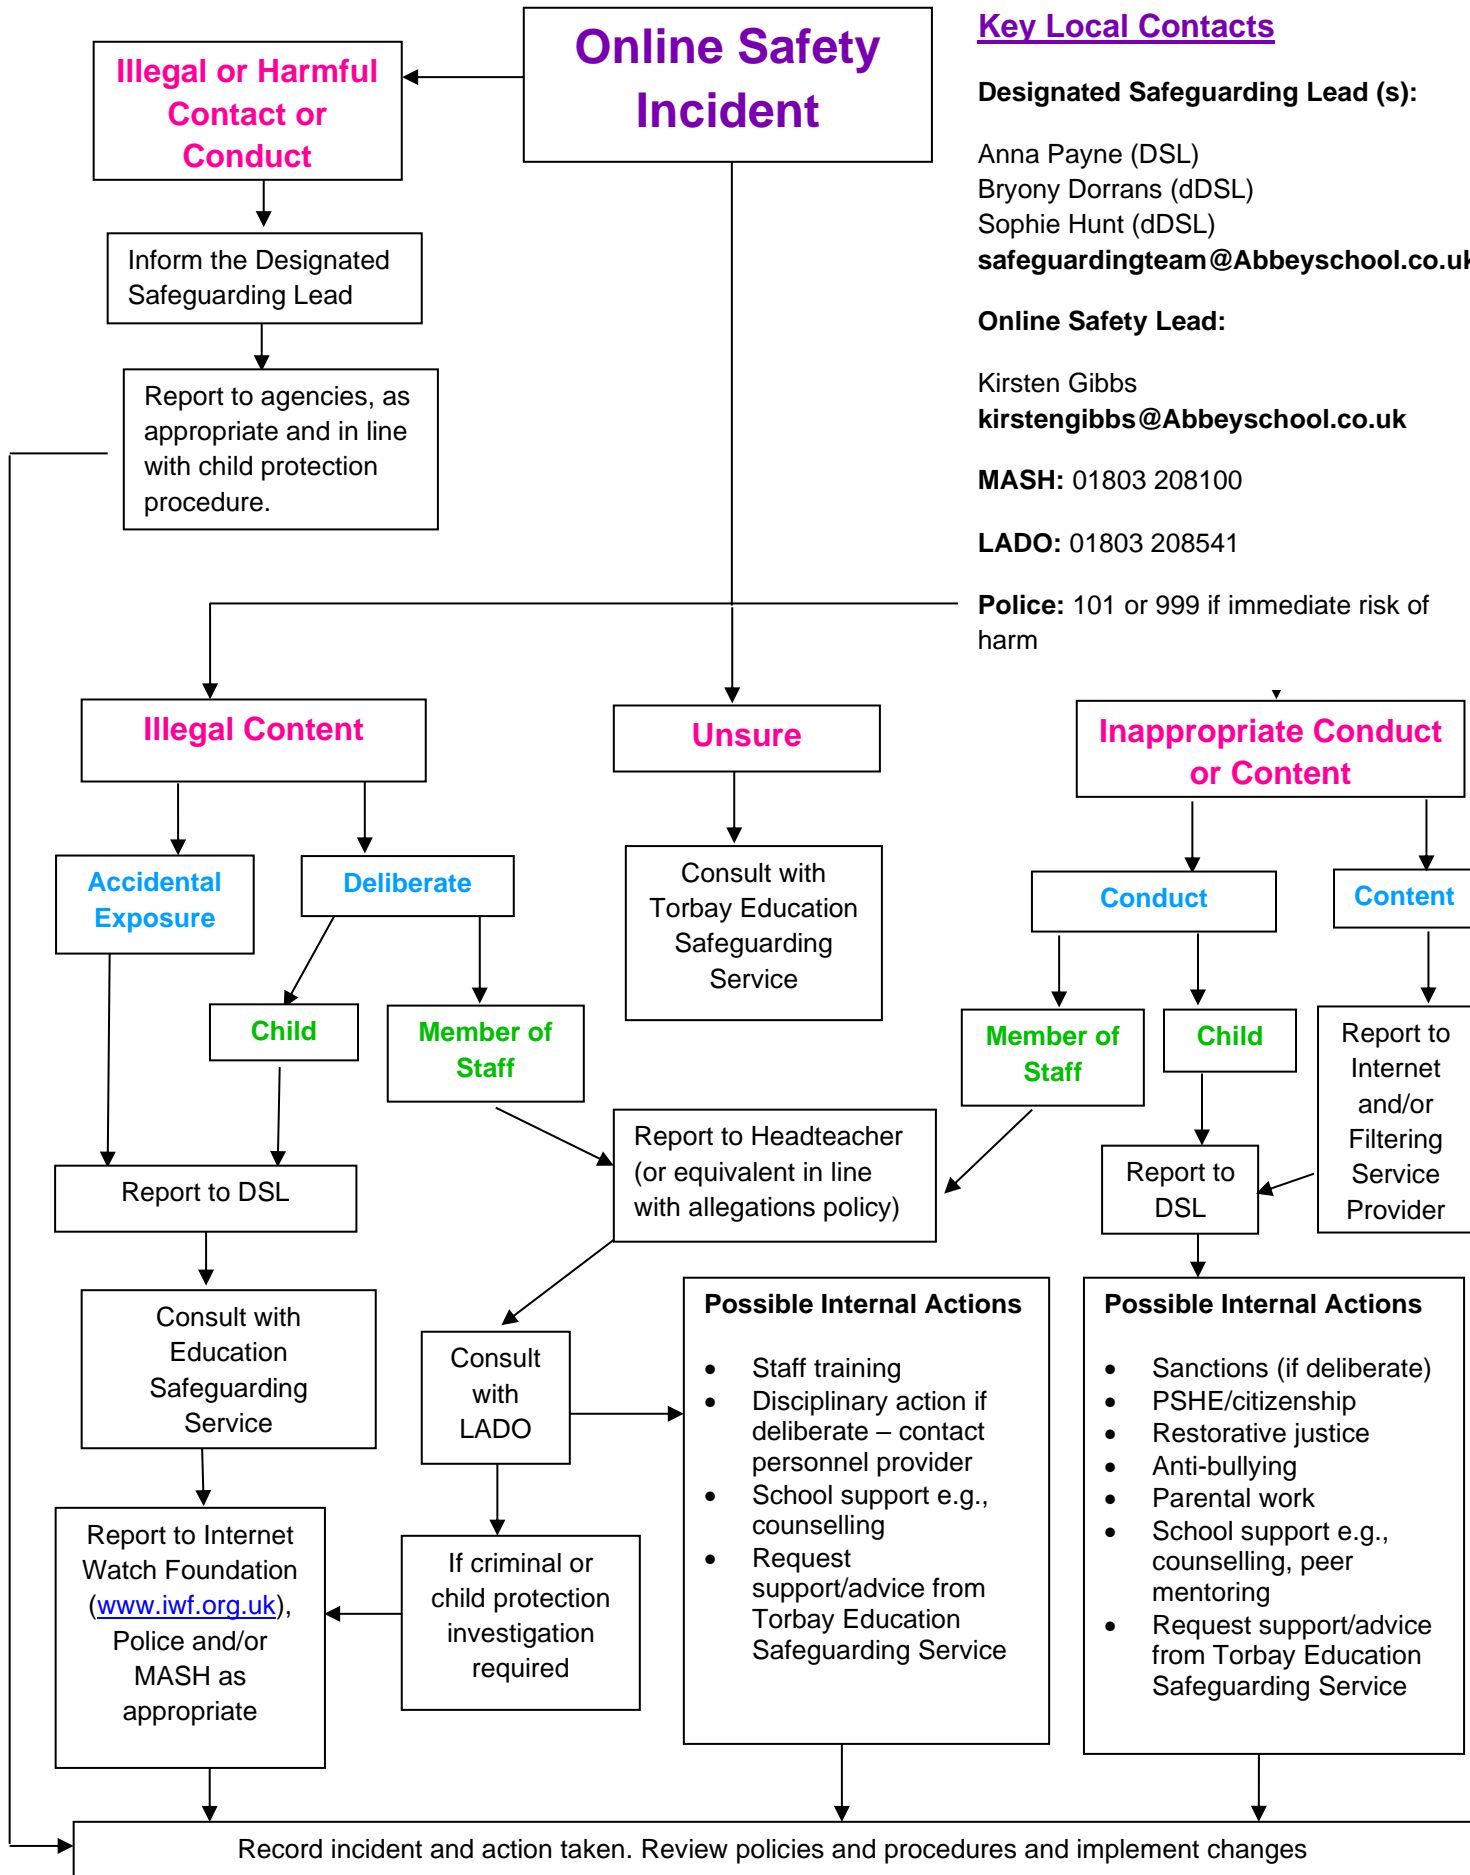 Online Safety
Incident
Illegal or Harmful
Contact or
Conduct
Inform the Designated
Safeguarding Lead
Report to agencies, as
appropriate and in line
with child protection
procedure.
Key Local Contacts
Designated Safeguarding Lead (s):
Anna Payne (DSL)
Bryony Dorrans (dDSL)
Sophie Hunt (dDSL)
safeguardingteam@Abbeyschool.co.uk
Online Safety Lead:
Kirsten Gibbs
kirstengibbs@Abbeyschool.co.uk
MASH: 01803 208100
LADO: 01803 208541
Police: 101 or 999 if immediate risk of
harm
Illegal Content
Accidental
Exposure
Deliberate
Child
Member of
Staff
Report to DSL
Consult with
Education
Safeguarding
Service
Report to Internet
Watch Foundation
(www.iwf.org.uk),
Police and/or
MASH as
appropriate
Unsure
Consult with
Torbay Education
Safeguarding
Service
Report to Headteacher
(or equivalent in line
with allegations policy)
Consult
with
LADO
If criminal or
child protection
investigation
required
Possible Internal Actions
• Staff training
• Disciplinary action if
deliberate – contact
personnel provider
• School support e.g.,
counselling
• Request
support/advice from
Torbay Education
Safeguarding Service
Inappropriate Conduct
or Content
Conduct
Content
Member of
Staff
Child
Report to
Internet
and/or
Filtering
Service
Provider
Report to
DSL
Possible Internal Actions
• Sanctions (if deliberate)
• PSHE/citizenship
• Restorative justice
• Anti-bullying
• Parental work
• School support e.g.,
counselling, peer
mentoring
• Request support/advice
from Torbay Education
Safeguarding Service
Record incident and action taken. Review policies and procedures and implement changes